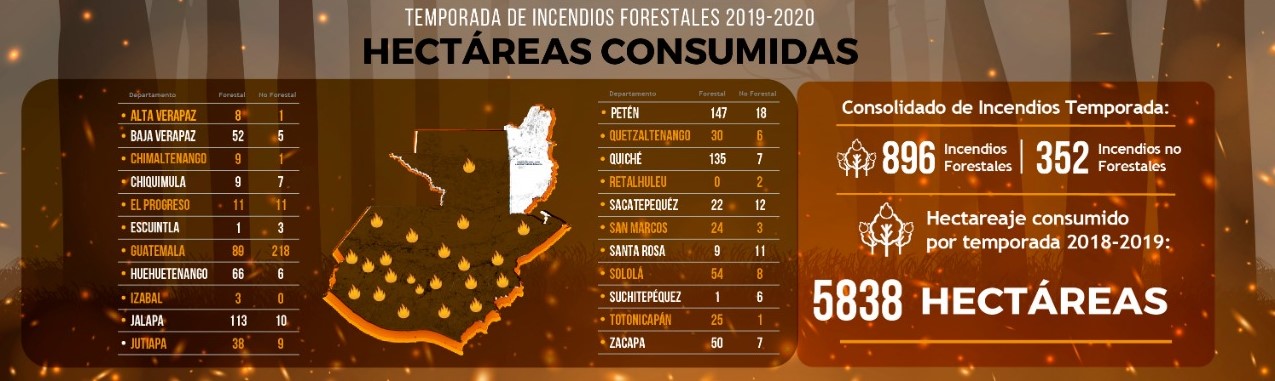 TEMPORADA DE INCENDIOS FORESTALES 2019-2020
HECTÁREAS CONSUMIDAS
Departamento Forestal No Forestal
• ALTA VERAPAZ 8 1
• BAJA VERAPAZ 52 5
• CHIMALTENANGO 9 1
• CHIQUIMULA 9 7
• EL PROGRESO 11 11
• ESCUINTLA 1 3
• GUATEMALA 89 218
• HUEHUETENANGO 66 6
• IZABAL 3 0
• JALAPA 113 10
• JUTIAPA 38 9
Departamento Forestal No Forestal
• PETÉN 147 18
• QUETZALTENANGO 30 6
• QUICHÉ 135 7
• RETALHULEU 0 2
• SACATEPEQUÉZ 22 12
• SAN MARCOS 24 3
• SANTA ROSA 9 11
• SOLOLÁ 54 8
• SUCHITEPÉQUEZ 1 6
• TOTONICAPÁN 25 1
• ZACAPA 50 7
Consolidado de Incendios Temporada:
896 Incendios Forestales | 352 Incendios no Forestales
Hectareaje consumido
por temporada 2018-2019:
5838 HECTÁREAS